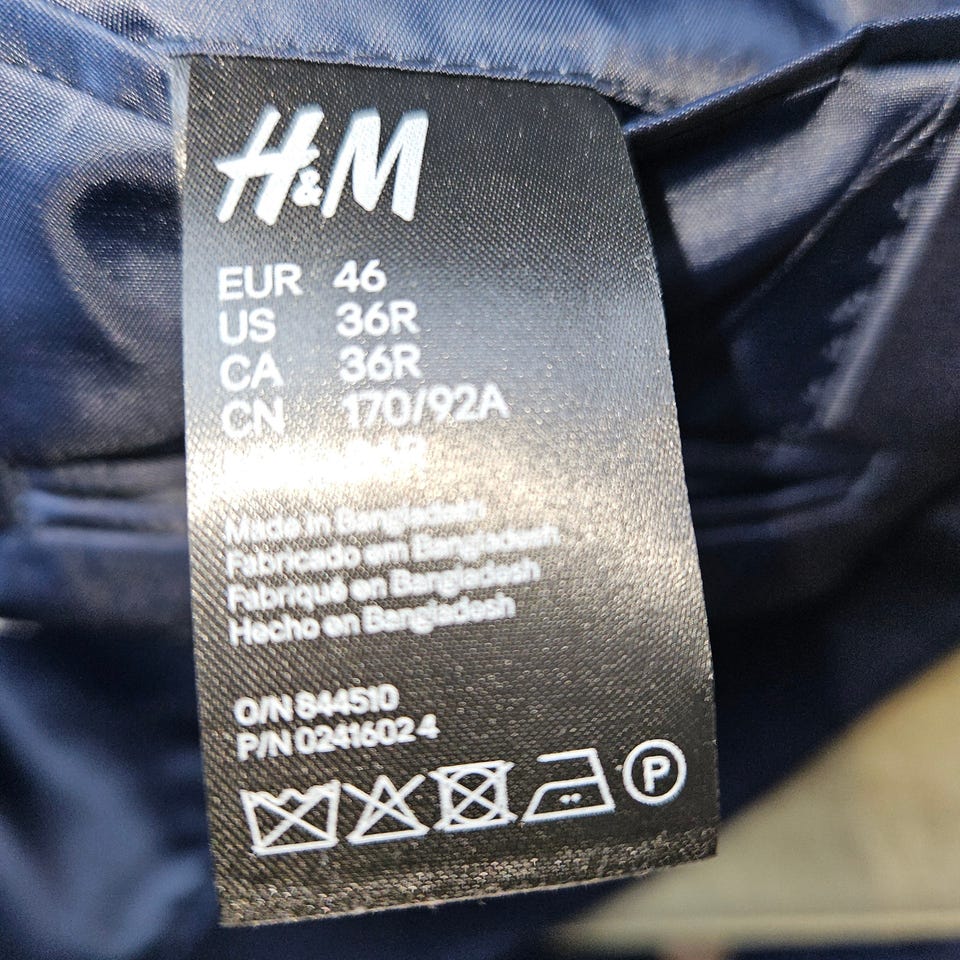 H&M
EUR 46
US 36R
CA 36R
CN 170/92A
Made in Bangladesh
Fabricado em Bangladesh
Fabriqué en Bangladesh
Hecho en Bangladesh
O/N 844510
P/N 02416024
P